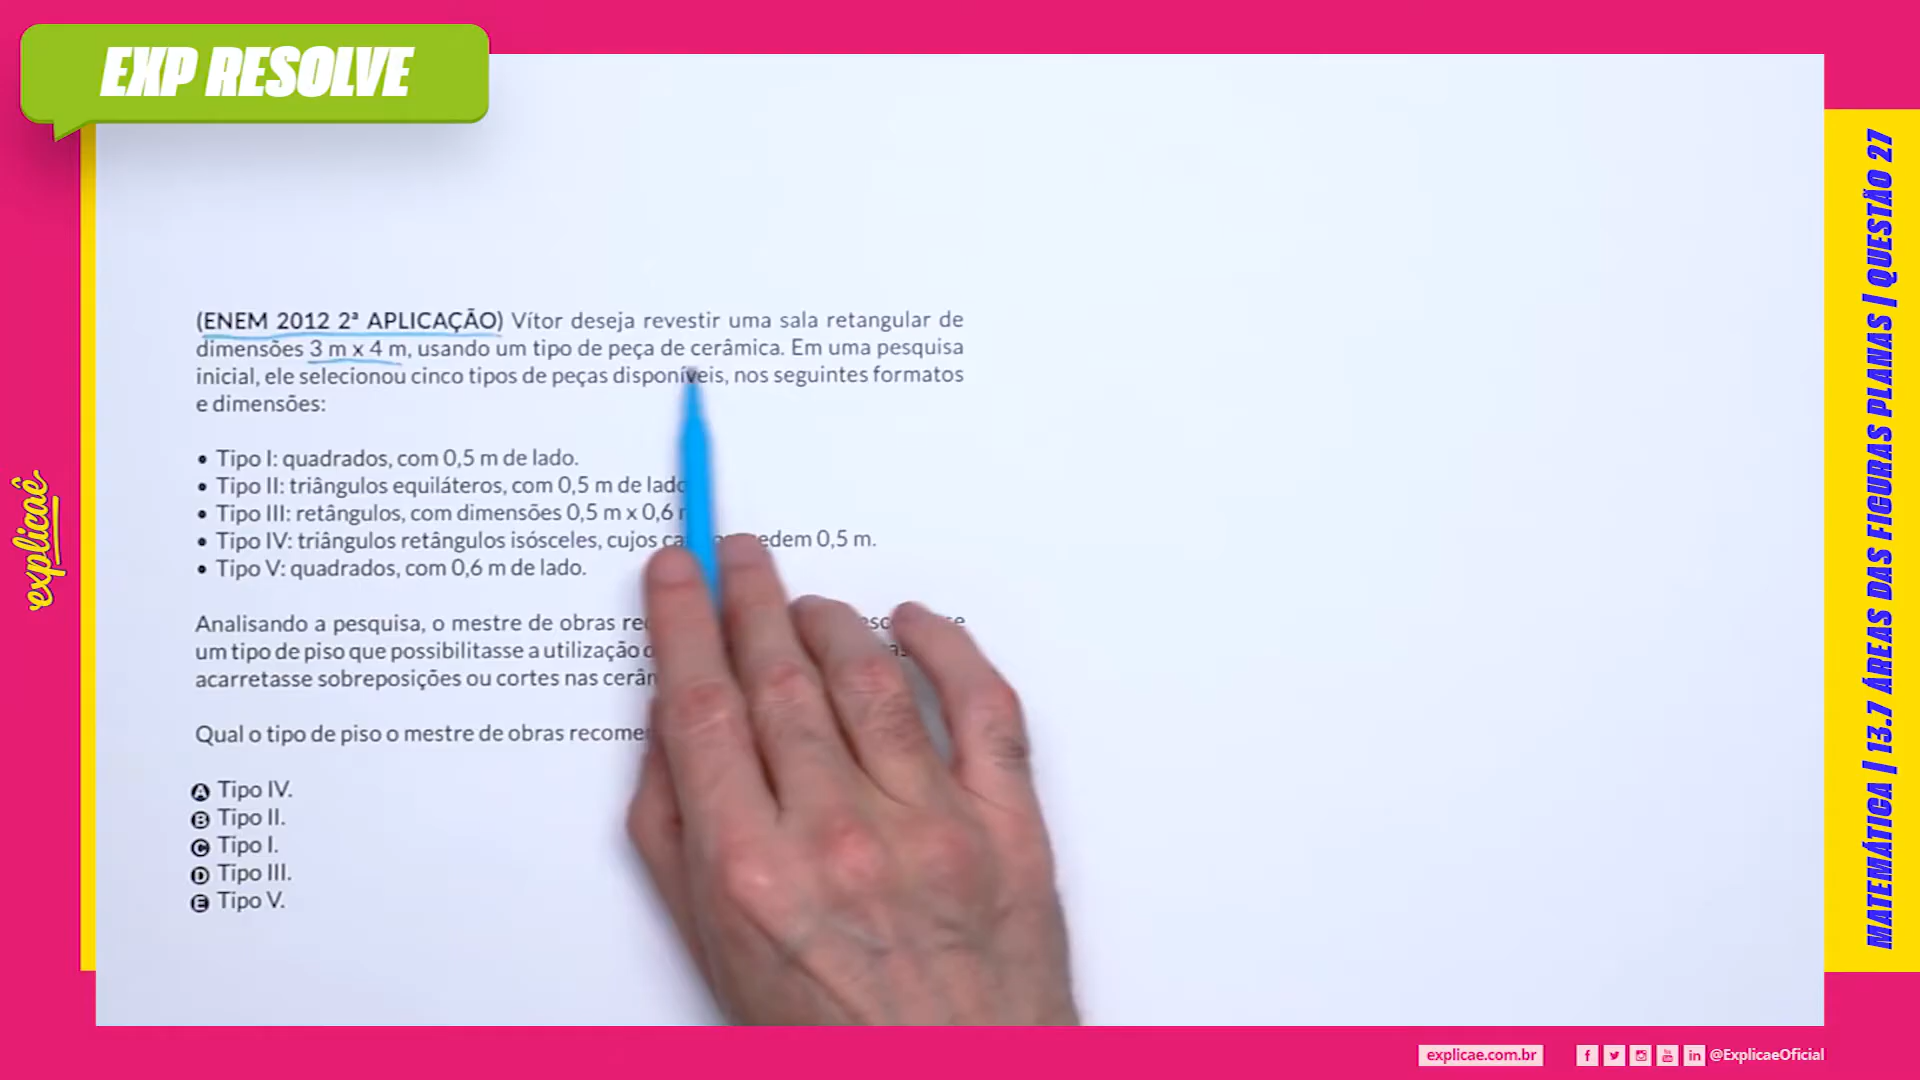 EXP RESOLVE
(ENEM 2012 2ª APLICAÇÃO) Vítor deseja revestir uma sala retangular de
dimensões 3 m x 4 m, usando um tipo de peça de cerâmica. Em uma pesquisa
inicial, ele selecionou cinco tipos de peças disponíveis, nos seguintes formatos
e dimensões:
• Tipo I: quadrados, com 0,5 m de lado.
• Tipo II: triângulos equiláteros, com 0,5 m de lado
• Tipo III: retângulos, com dimensões 0,5 m x 0,6
• Tipo IV: triângulos retângulos isósceles, cujos 0,5 m.
• Tipo V: quadrados, com 0,6 m de lado.
Analisando a pesquisa, o mestre de obras
um tipo de piso que possibilitasse a utilização
acarretasse sobreposições ou cortes nas
Qual o tipo de piso o mestre de obras
A Tipo IV.
B Tipo II.
C Tipo I.
D Tipo III.
E Tipo V.
explicaê
MATEMÁTICA | 13.7 ÁREAS DAS FIGURAS PLANAS | QUESTÃO 27
explicae.com.br
@ExplicaeOficial